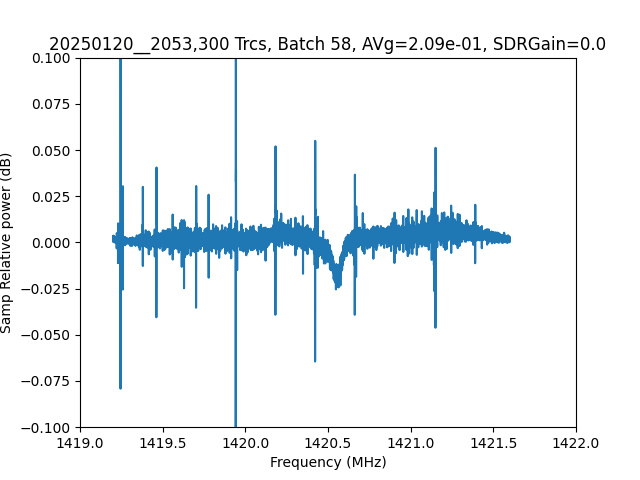 20250120__2053,300 Trcs, Batch 58, AVg=2.09e-01, SDRGain=0.0
0.100
0.075
0.050
0.025
0.000
−0.025
−0.050
−0.075
−0.100
Samp Relative power (dB)
1419.0 1419.5 1420.0 1420.5 1421.0 1421.5 1422.0
Frequency (MHz)